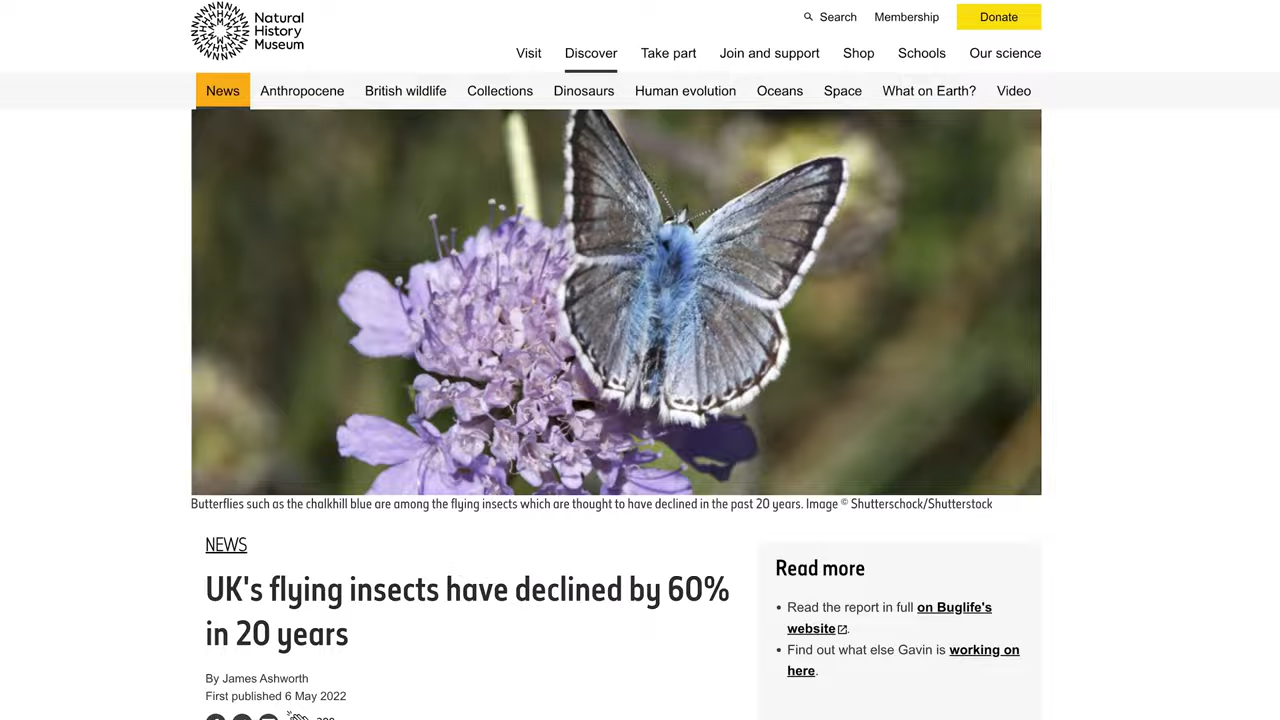 Natural
History
Museum
Search Membership Donate
Visit Discover Take part Join and support Shop Schools Our science
News Anthropocene British wildlife Collections Dinosaurs Human evolution Oceans Space What on Earth? Video
Butterflies such as the chalkhill blue are among the flying insects which are thought to have declined in the past 20 years. Image © Shutterschock/Shutterstock
NEWS
UK's flying insects have declined by 60%
in 20 years
By James Ashworth
First published 6 May 2022
Read more
• Read the report in full on Buglife's
website.
• Find out what else Gavin is working on
here.